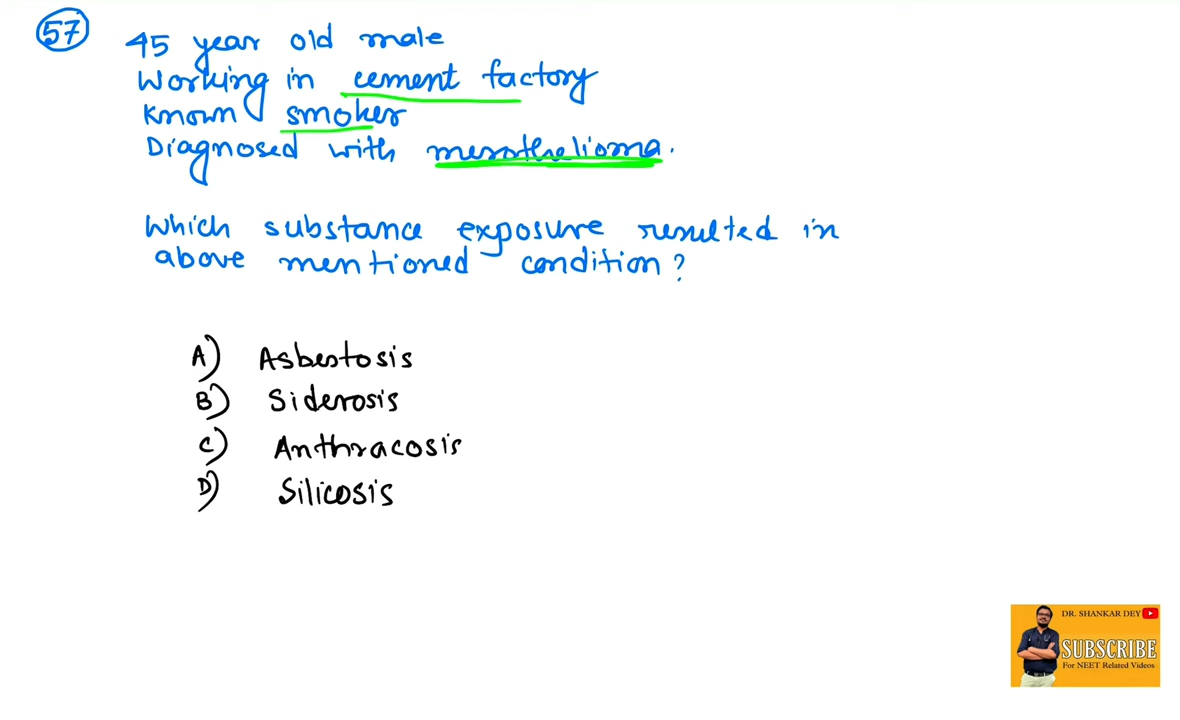 57
45 year old male
Working in cement factory
Known smoker
Diagnosed with mesothelioma.
Which substance exposure resulted in
above mentioned condition?
A) Asbestosis
B) Siderosis
C) Anthracosis
D) Silicosis
DR. SHANKAR DEY
SUBSCRIBE
For NEET Related Videos